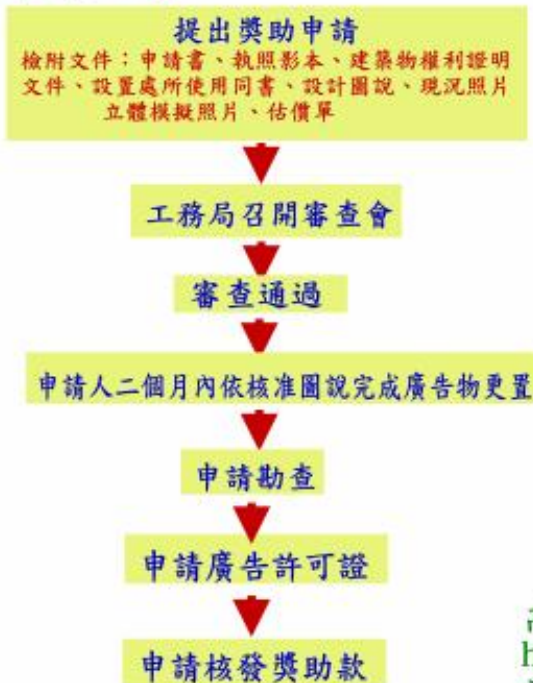 提出獎助申請
檢附文件：申請書、執照影本、建築物權利證明
文件、設置處所使用同書、設計圖說、現況照片
立體模擬照片、估價單
工務局召開審查會
審查通過
申請人二個月內依核准圖說完成廣告物更置
申請勘查
申請廣告許可證
申請核發獎助款